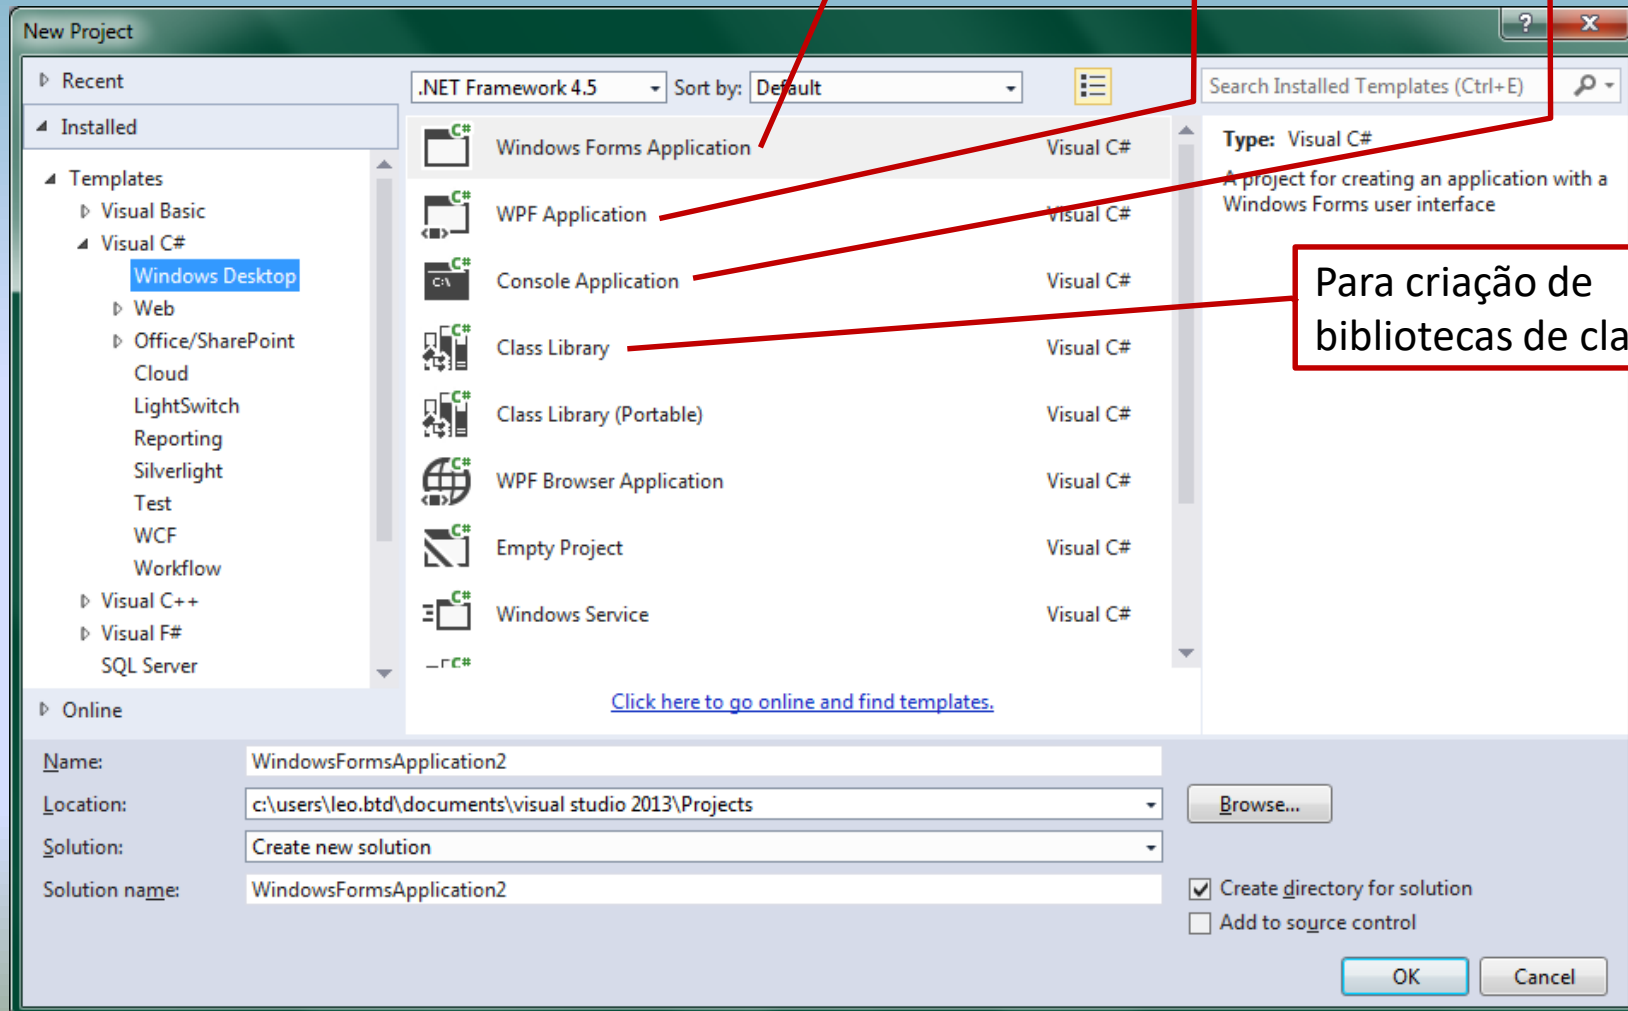 New Project
?
x
Recent
.NET Framework 4.5
Sort by: Default
Search Installed Templates (Ctrl+E)
Installed
Templates
Visual Basic
Visual C#
Windows Desktop
Web
Office/SharePoint
Cloud
LightSwitch
Reporting
Silverlight
Test
WCF
Workflow
Visual C++
Visual F#
SQL Server
Online
C# Windows Forms Application Visual C#
C# WPF Application Visual C#
C# C:\ Console Application Visual C#
C# Class Library Visual C#
C# Class Library (Portable) Visual C#
C# WPF Browser Application Visual C#
C# Empty Project Visual C#
C# Windows Service Visual C#
C#
Click here to go online and find templates.
Type: Visual C#
A project for creating an application with a
Windows Forms user interface
Para criação de
bibliotecas de cla
Name: WindowsFormsApplication2
Location: c:\users\leo.btd\documents\visual studio 2013\Projects
Browse...
Solution: Create new solution
Solution name: WindowsFormsApplication2
Create directory for solution
Add to source control
OK
Cancel